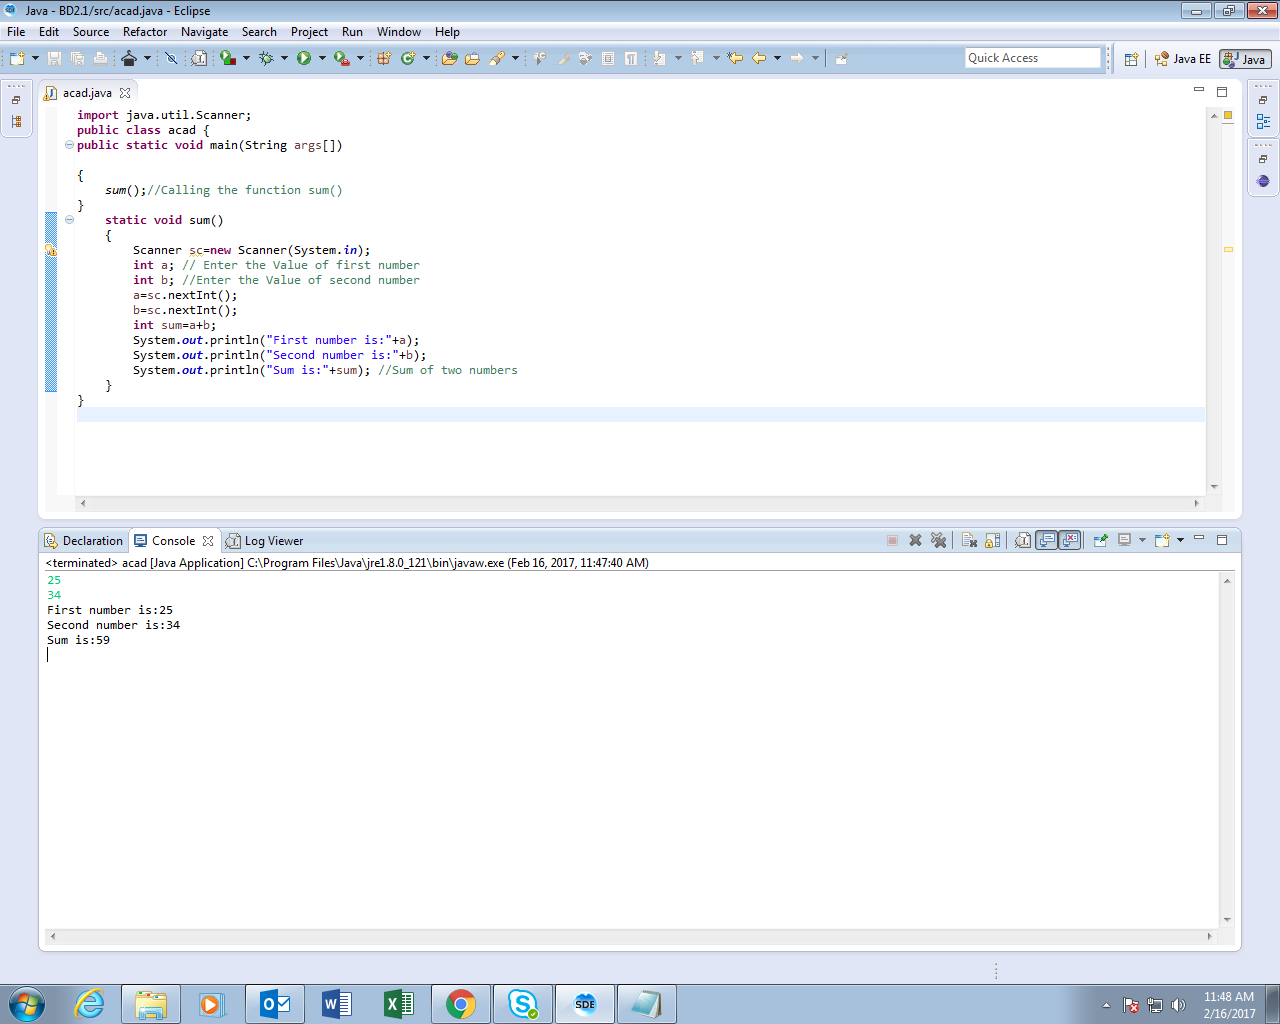 Java - BD2.1/src/acad.java - Eclipse
File Edit Source Refactor Navigate Search Project Run Window Help
Quick Access
Java EE
Java
acad.java
import java.util.Scanner;
public class acad {
public static void main(String args[])
{
sum();//Calling the function sum()
}
static void sum()
{
Scanner sc=new Scanner(System.in);
int a; // Enter the Value of first number
int b; //Enter the Value of second number
a=sc.nextInt();
b=sc.nextInt();
int sum=a+b;
System.out.println("First number is:"+a);
System.out.println("Second number is:"+b);
System.out.println("Sum is:"+sum); //Sum of two numbers
}
}
Declaration Console Log Viewer
<terminated> acad [Java Application] C:\Program Files\Java\jre1.8.0_121\bin\javaw.exe (Feb 16, 2017, 11:47:40 AM)
25
34
First number is:25
Second number is:34
Sum is:59
SDE
11:48 AM
2/16/2017